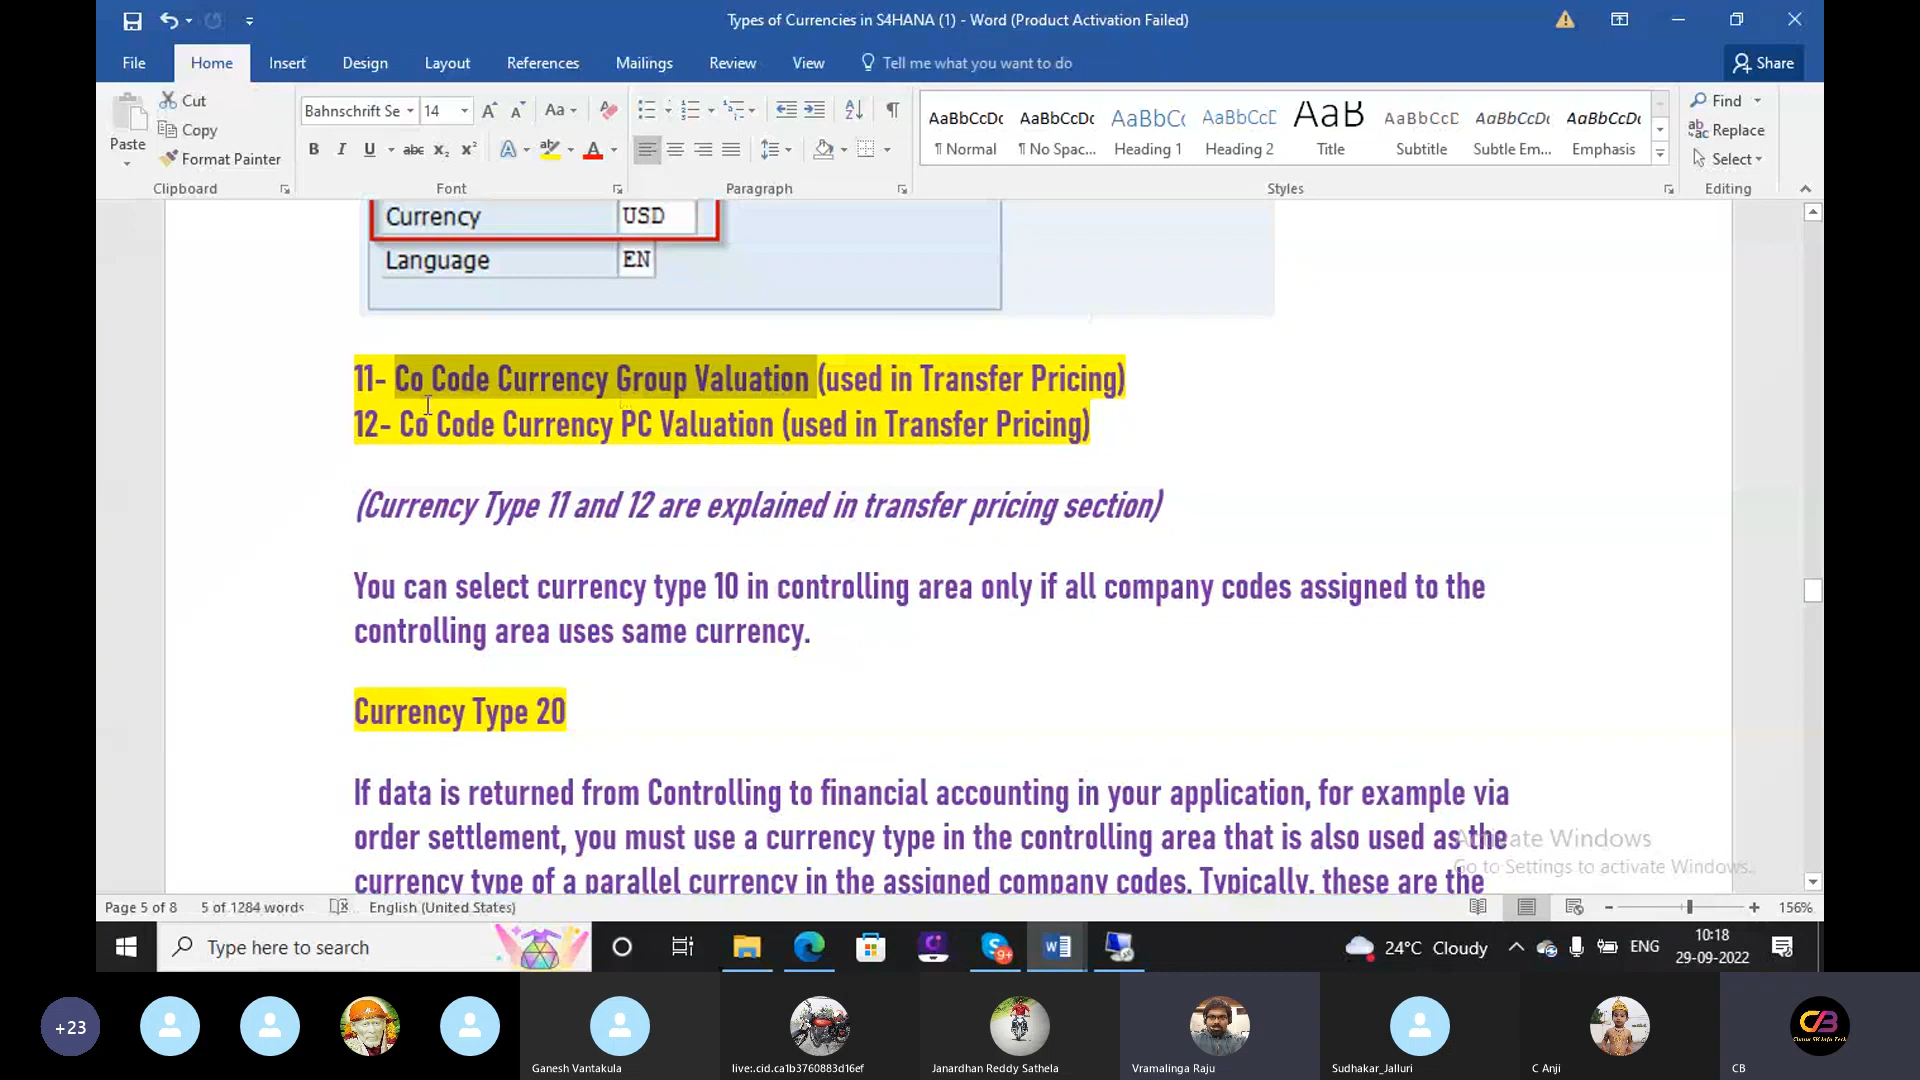 Types of Currencies in S4HANA (1) - Word (Product Activation Failed)
File Home Insert Design Layout References Mailings Review View Tell me what you want to do Share
Paste
Cut
Copy
Format Painter
Clipboard
Bahnschrift Se 14 Aa
B I U abc X₂ X² A A
Font
Paragraph
AaBbCcDc AaBbCcDc AaBbCc AaBbCcD AaB AaBbCcD AaBbCcDc AaBbCcDc
¶ Normal ¶ No Spac... Heading 1 Heading 2 Title Subtitle Subtle Em... Emphasis
Styles
Find
Replace
Select
Editing
Currency USD
Language EN
11- Co Code Currency Group Valuation (used in Transfer Pricing)
12- Co Code Currency PC Valuation (used in Transfer Pricing)
(Currency Type 11 and 12 are explained in transfer pricing section)
You can select currency type 10 in controlling area only if all company codes assigned to the
controlling area uses same currency.
Currency Type 20
If data is returned from Controlling to financial accounting in your application, for example via
order settlement, you must use a currency type in the controlling area that is also used as the
currency type of a parallel currency in the assigned company codes. Typically, these are the
Activate Windows
Go to Settings to activate Windows.
Page 5 of 8 5 of 1284 words English (United States) 156%
Type here to search
9+
24°C Cloudy
ENG
10:18
29-09-2022
+23
Ganesh Vantakula
live:.cid.ca1b3760883d16ef
Janardhan Reddy Sathela
Vramalinga Raju
Sudhakar_Jalluri
C Anji
CB